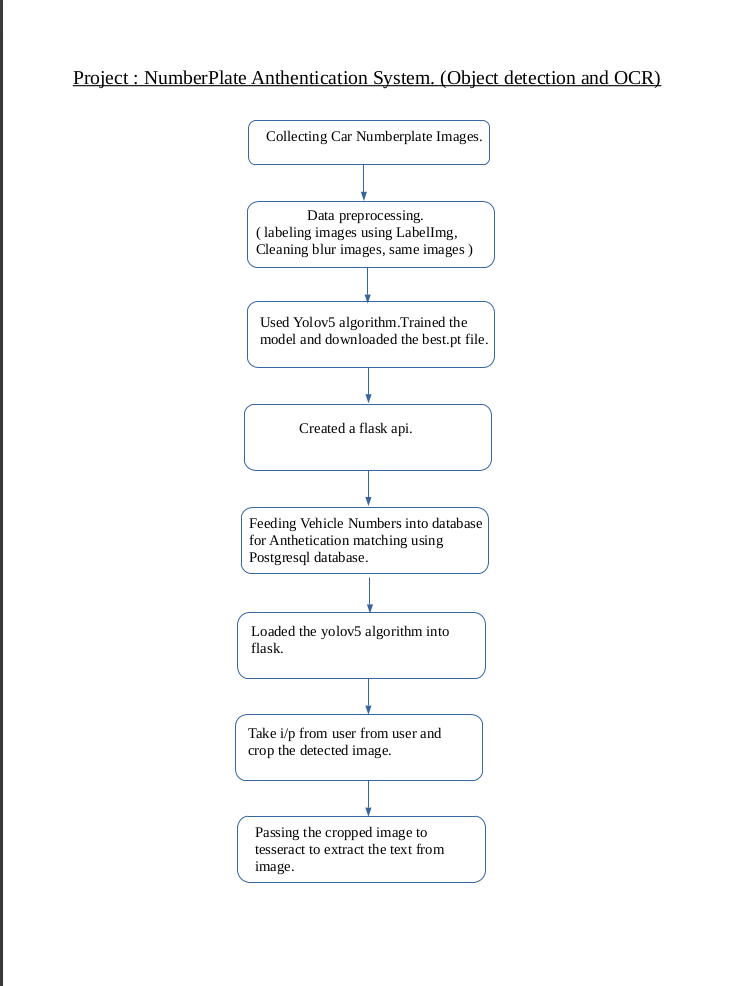 Project : NumberPlate Anthentication System. (Object detection and OCR)
Collecting Car Numberplate Images.
Data preprocessing.
( labeling images using LabelImg,
Cleaning blur images, same images )
Used Yolov5 algorithm.Trained the
model and downloaded the best.pt file.
Created a flask api.
Feeding Vehicle Numbers into database
for Anthetication matching using
Postgresql database.
Loaded the yolov5 algorithm into
flask.
Take i/p from user from user and
crop the detected image.
Passing the cropped image to
tesseract to extract the text from
image.